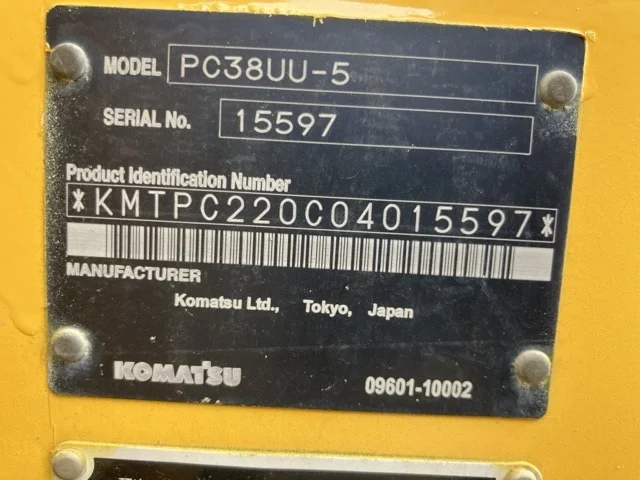 MODEL PC38UU-5
SERIAL No. 15597
Product Identification Number
*KMTPC220C04015597*
MANUFACTURER
Komatsu Ltd., Tokyo, Japan
KOMATSU 09601-10002